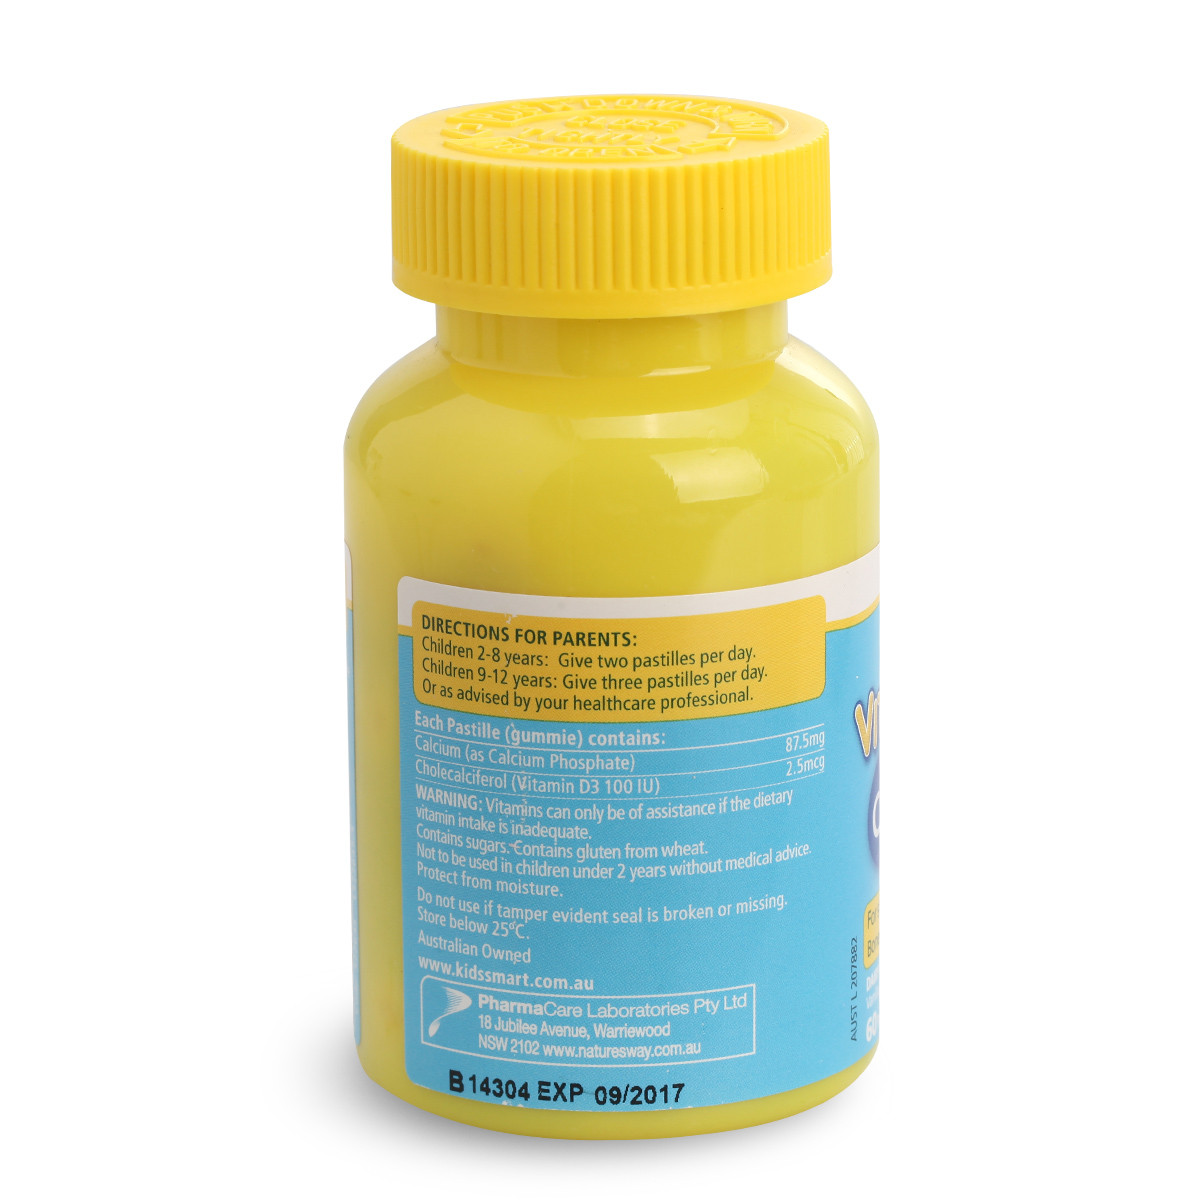 DIRECTIONS FOR PARENTS:
Children 2-8 years: Give two pastilles per day.
Children 9-12 years: Give three pastilles per day.
Or as advised by your healthcare professional.
Each Pastille (gummie) contains:
Calcium (as Calcium Phosphate) 87.5mg
Cholecalciferol (Vitamin D3 100 IU) 2.5mcg
WARNING: Vitamins can only be of assistance if the dietary
vitamin intake is inadequate.
Contains sugars. Contains gluten from wheat.
Not to be used in children under 2 years without medical advice.
Protect from moisture.
Do not use if tamper evident seal is broken or missing.
Store below 25°C.
Australian Owned
www.kidssmart.com.au
PharmaCare Laboratories Pty Ltd
18 Jubilee Avenue, Warriewood
NSW 2102 www.naturesway.com.au
B 14304 EXP 09/2017
AUST L 207882